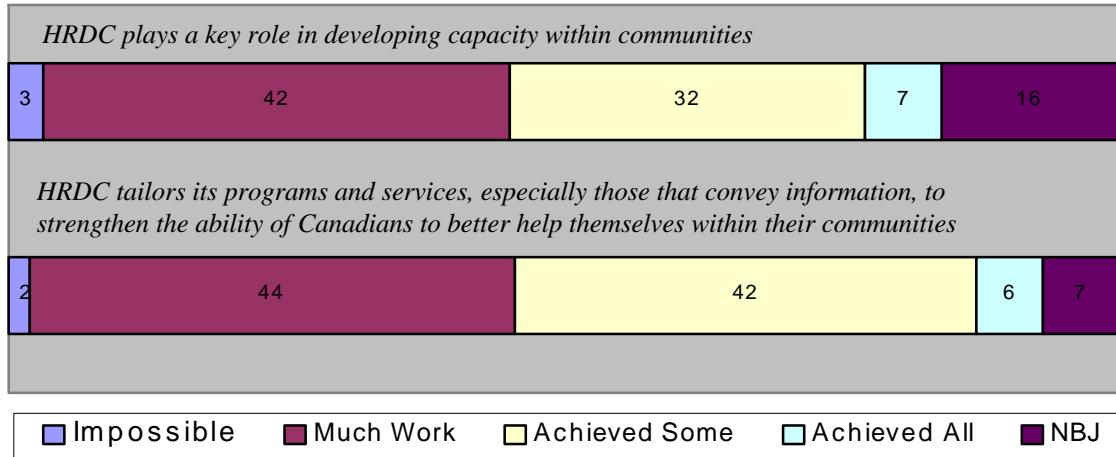 HRDC plays a key role in developing capacity within communities
3 42 32 7 16
HRDC tailors its programs and services, especially those that convey information, to
strengthen the ability of Canadians to better help themselves within their communities
2 44 42 6 7
Impossible Much Work Achieved Some Achieved All NBJ